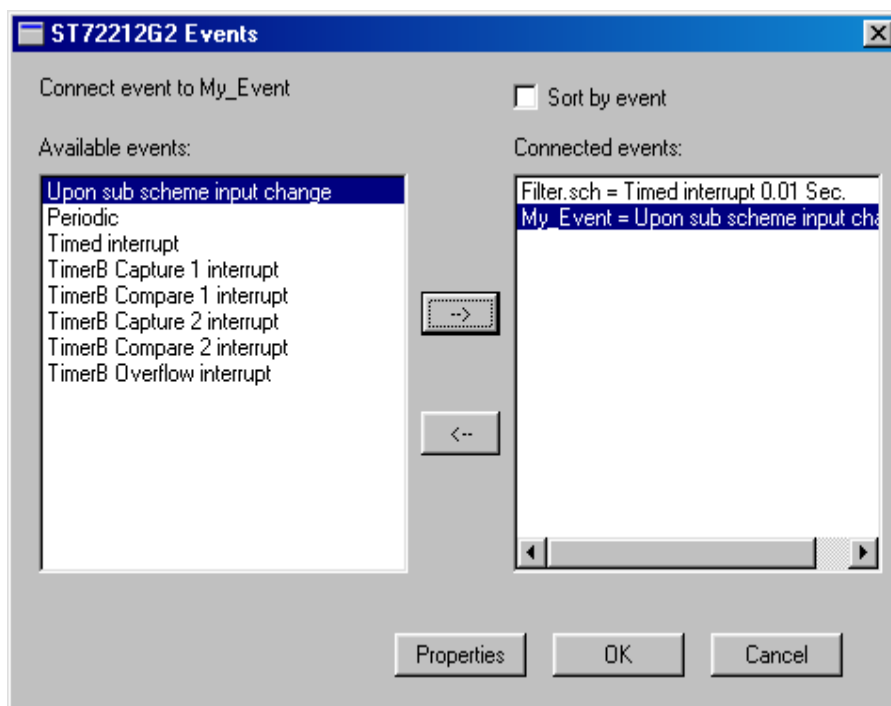 ST72212G2 Events
Connect event to My_Event
Sort by event
Available events:
Connected events:
Upon sub scheme input change
Periodic
Timed interrupt
TimerB Capture 1 interrupt
TimerB Compare 1 interrupt
TimerB Capture 2 interrupt
TimerB Compare 2 interrupt
TimerB Overflow interrupt
-->
<--
Filter.sch = Timed interrupt 0.01 Sec.
My_Event = Upon sub scheme input cha
Properties
OK
Cancel